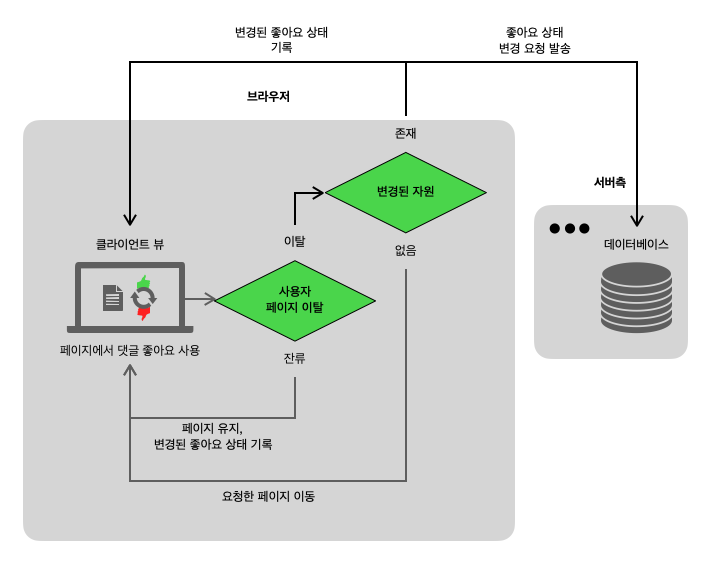 변경된 좋아요 상태
기록
좋아요 상태
변경 요청 발송
브라우저
존재
변경된 자원
서버측
이탈
없음
클라이언트 뷰
데이터베이스
사용자
페이지 이탈
페이지에서 댓글 좋아요 사용
잔류
페이지 유지,
변경된 좋아요 상태 기록
요청한 페이지 이동